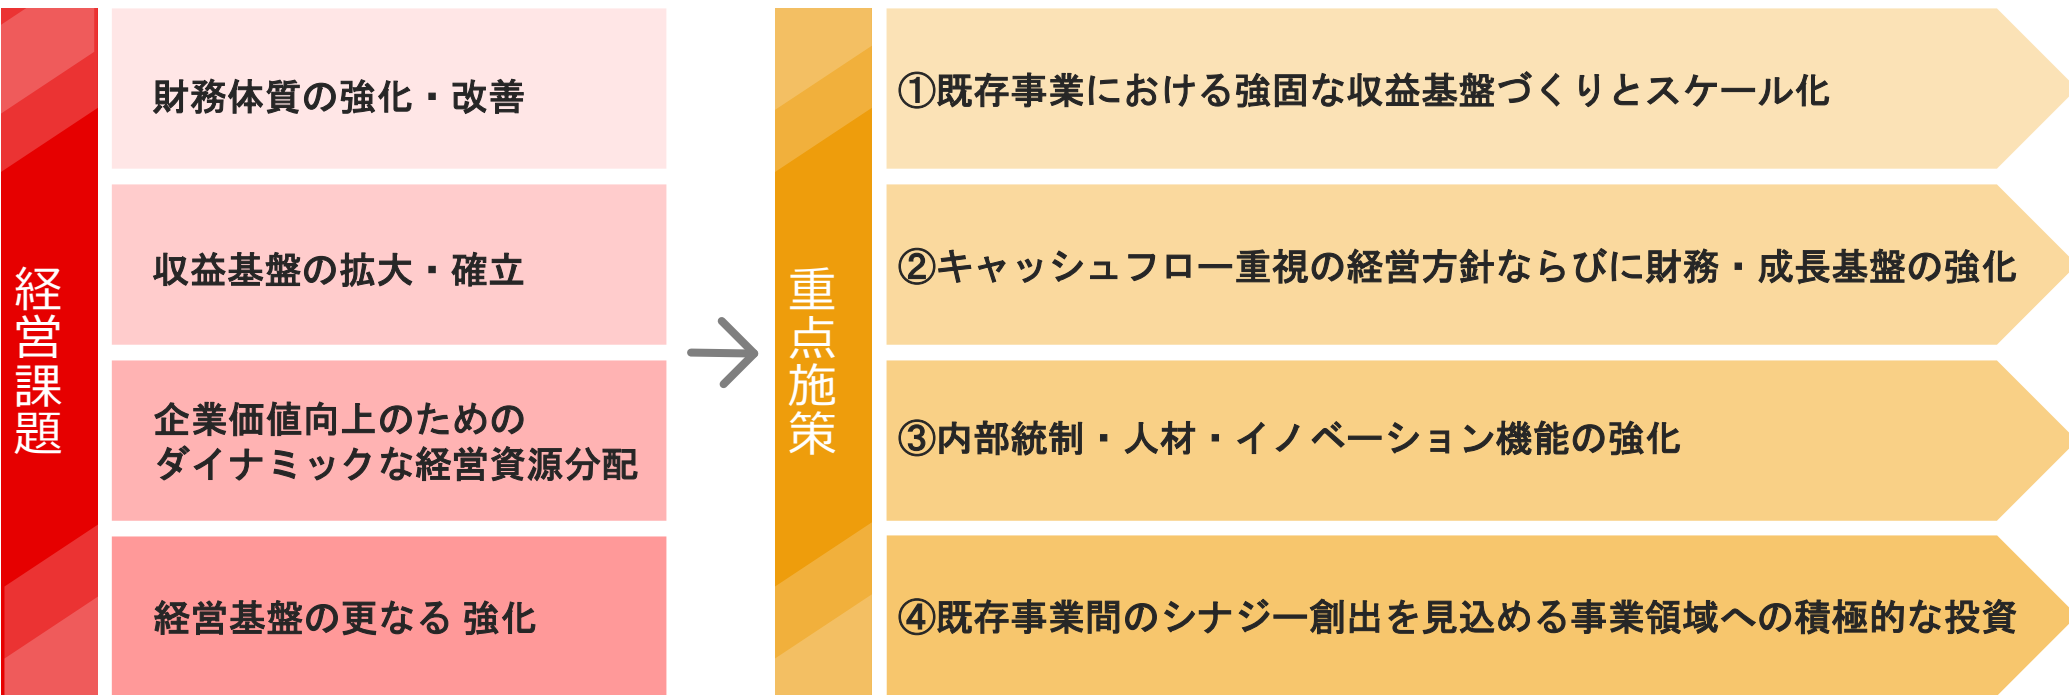 経営課題
財務体質の強化・改善
収益基盤の拡大・確立
企業価値向上のための
ダイナミックな経営資源分配
経営基盤の更なる 強化
重点施策
①既存事業における強固な収益基盤づくりとスケール化
②キャッシュフロー重視の経営方針ならびに財務・成長基盤の強化
③内部統制・人材・イノベーション機能の強化
④既存事業間のシナジー創出を見込める事業領域への積極的な投資